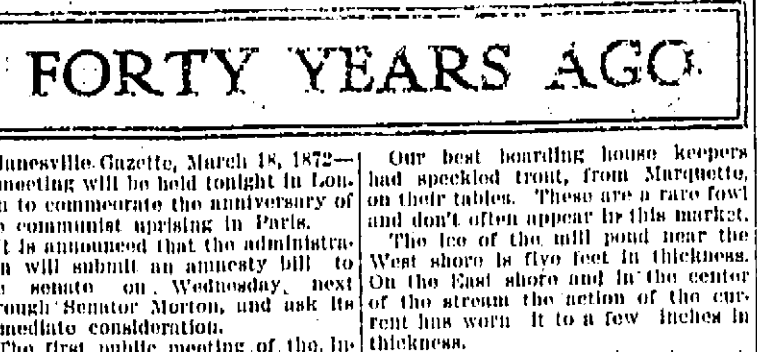 FORTY YEARS AGO
Janesville Gazette, March 18, 1872—
meeting will be held tonight in Lon-
n to commeorate the anniversary of
e communist uprising in Paris.
t is announced that the administra-
n will submit an amnesty bill to
e senate on Wednesday, next
rough Senator Morton, and ask its
mediate consideration.
The first public meeting of the In-
Our best boarding house keepers
had speckled trout, from Marquette,
on their tables. These are a rare fowl
and don't often appear in this market.
The ice of the mill pond near the
West shore is five feet in thickness.
On the East shore and in the center
of the stream the action of the cur-
rent has worn it to a few inches in
thickness.